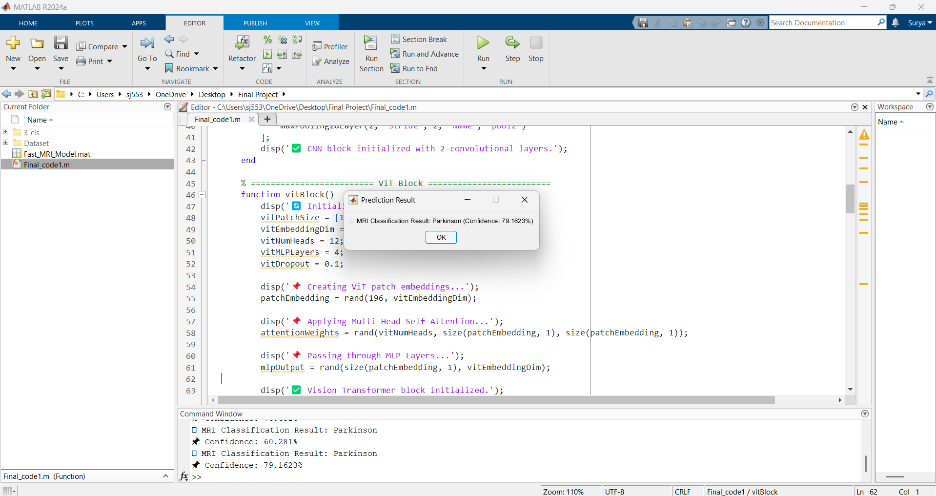 MATLAB R2024a
HOME PLOTS APPS EDITOR PUBLISH VIEW
Search Documentation Surya
New Open Save Compare Print
Go To Find Bookmark
Refactor
Profiler Analyze
Run Section Section Break Run and Advance Run to End
Run Step Stop
FILE NAVIGATE CODE ANALYZE SECTION RUN
C: Users sj553 OneDrive Desktop Final Project
Current Folder
Name
3_cls
Dataset
Fast_MRI_Model.mat
Final_code1.m
Final_code1.m (Function)
Editor - C:\Users\sj553\OneDrive\Desktop\Final Project\Final_code1.m
Final_code1.m
40 maxPooling2dLayer(2, 'Stride', 2, 'Name', 'pool2')
41 ];
42 disp('✅ CNN block initialized with 2 convolutional layers.');
43 end
44
45 % ======================== ViT Block ========================
46 function vitBlock()
47 disp('🔄 Initiali
48 vitPatchSize = [1
49 vitEmbeddingDim =
50 vitNumHeads = 12;
51 vitMLPLayers = 4;
52 vitDropout = 0.1;
53
54 disp('📌 Creating ViT patch embeddings...');
55 patchEmbedding = rand(196, vitEmbeddingDim);
56
57 disp('📌 Applying Multi-Head Self-Attention...');
58 attentionWeights = rand(vitNumHeads, size(patchEmbedding, 1), size(patchEmbedding, 1));
59
60 disp('📌 Passing through MLP Layers...');
61 mlpOutput = rand(size(patchEmbedding, 1), vitEmbeddingDim);
62
63 disp('✅ Vision Transformer block initialized.');
Prediction Result
MRI Classification Result: Parkinson (Confidence: 79.1623%)
OK
Workspace
Name
Command Window
MRI Classification Result: Parkinson
📌 Confidence: 60.281%
MRI Classification Result: Parkinson
📌 Confidence: 79.1623%
fx >>
Zoom: 110% UTF-8 CRLF Final_code1 / vitBlock Ln 62 Col 1